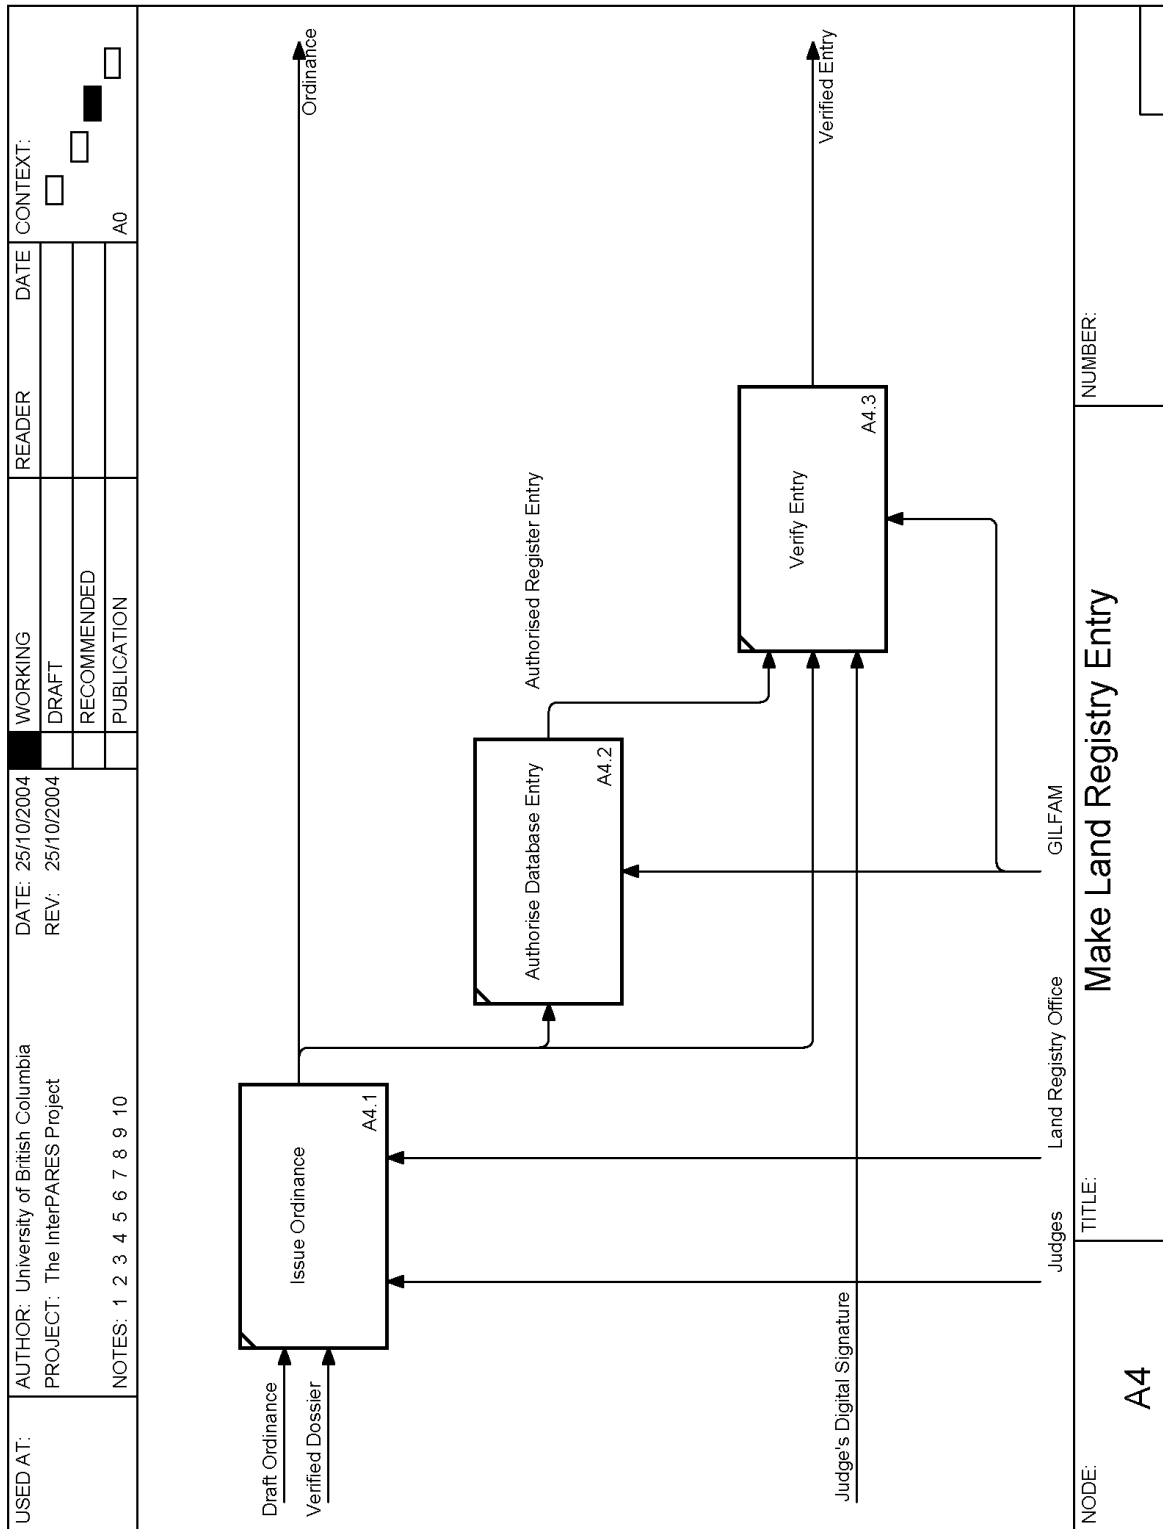 USED AT:
AUTHOR: University of British Columbia
DATE: 25/10/2004
WORKING
READER
DATE
CONTEXT:
PROJECT: The InterPARES Project
REV: 25/10/2004
DRAFT
RECOMMENDED
NOTES: 1 2 3 4 5 6 7 8 9 10
PUBLICATION
A0
Draft Ordinance
Verified Dossier
Issue Ordinance
A4.1
Ordinance
Authorise Database Entry
A4.2
Authorised Register Entry
Verify Entry
A4.3
Verified Entry
Judge's Digital Signature
Judges
Land Registry Office
GILFAM
NODE:
A4
TITLE:
Make Land Registry Entry
NUMBER: